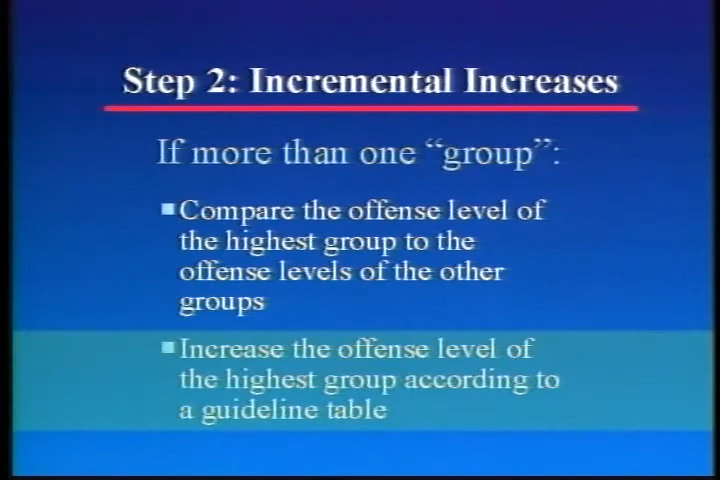 Step 2: Incremental Increases
If more than one “group”:
Compare the offense level of
the highest group to the
offense levels of the other
groups
Increase the offense level of
the highest group according to
a guideline table